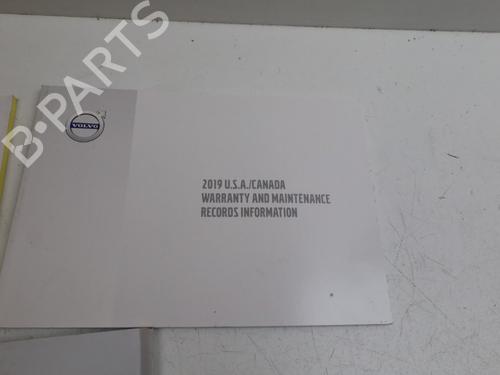 B-PARTS
VOLVO
2019 U.S.A./CANADA
WARRANTY AND MAINTENANCE
RECORDS INFORMATION